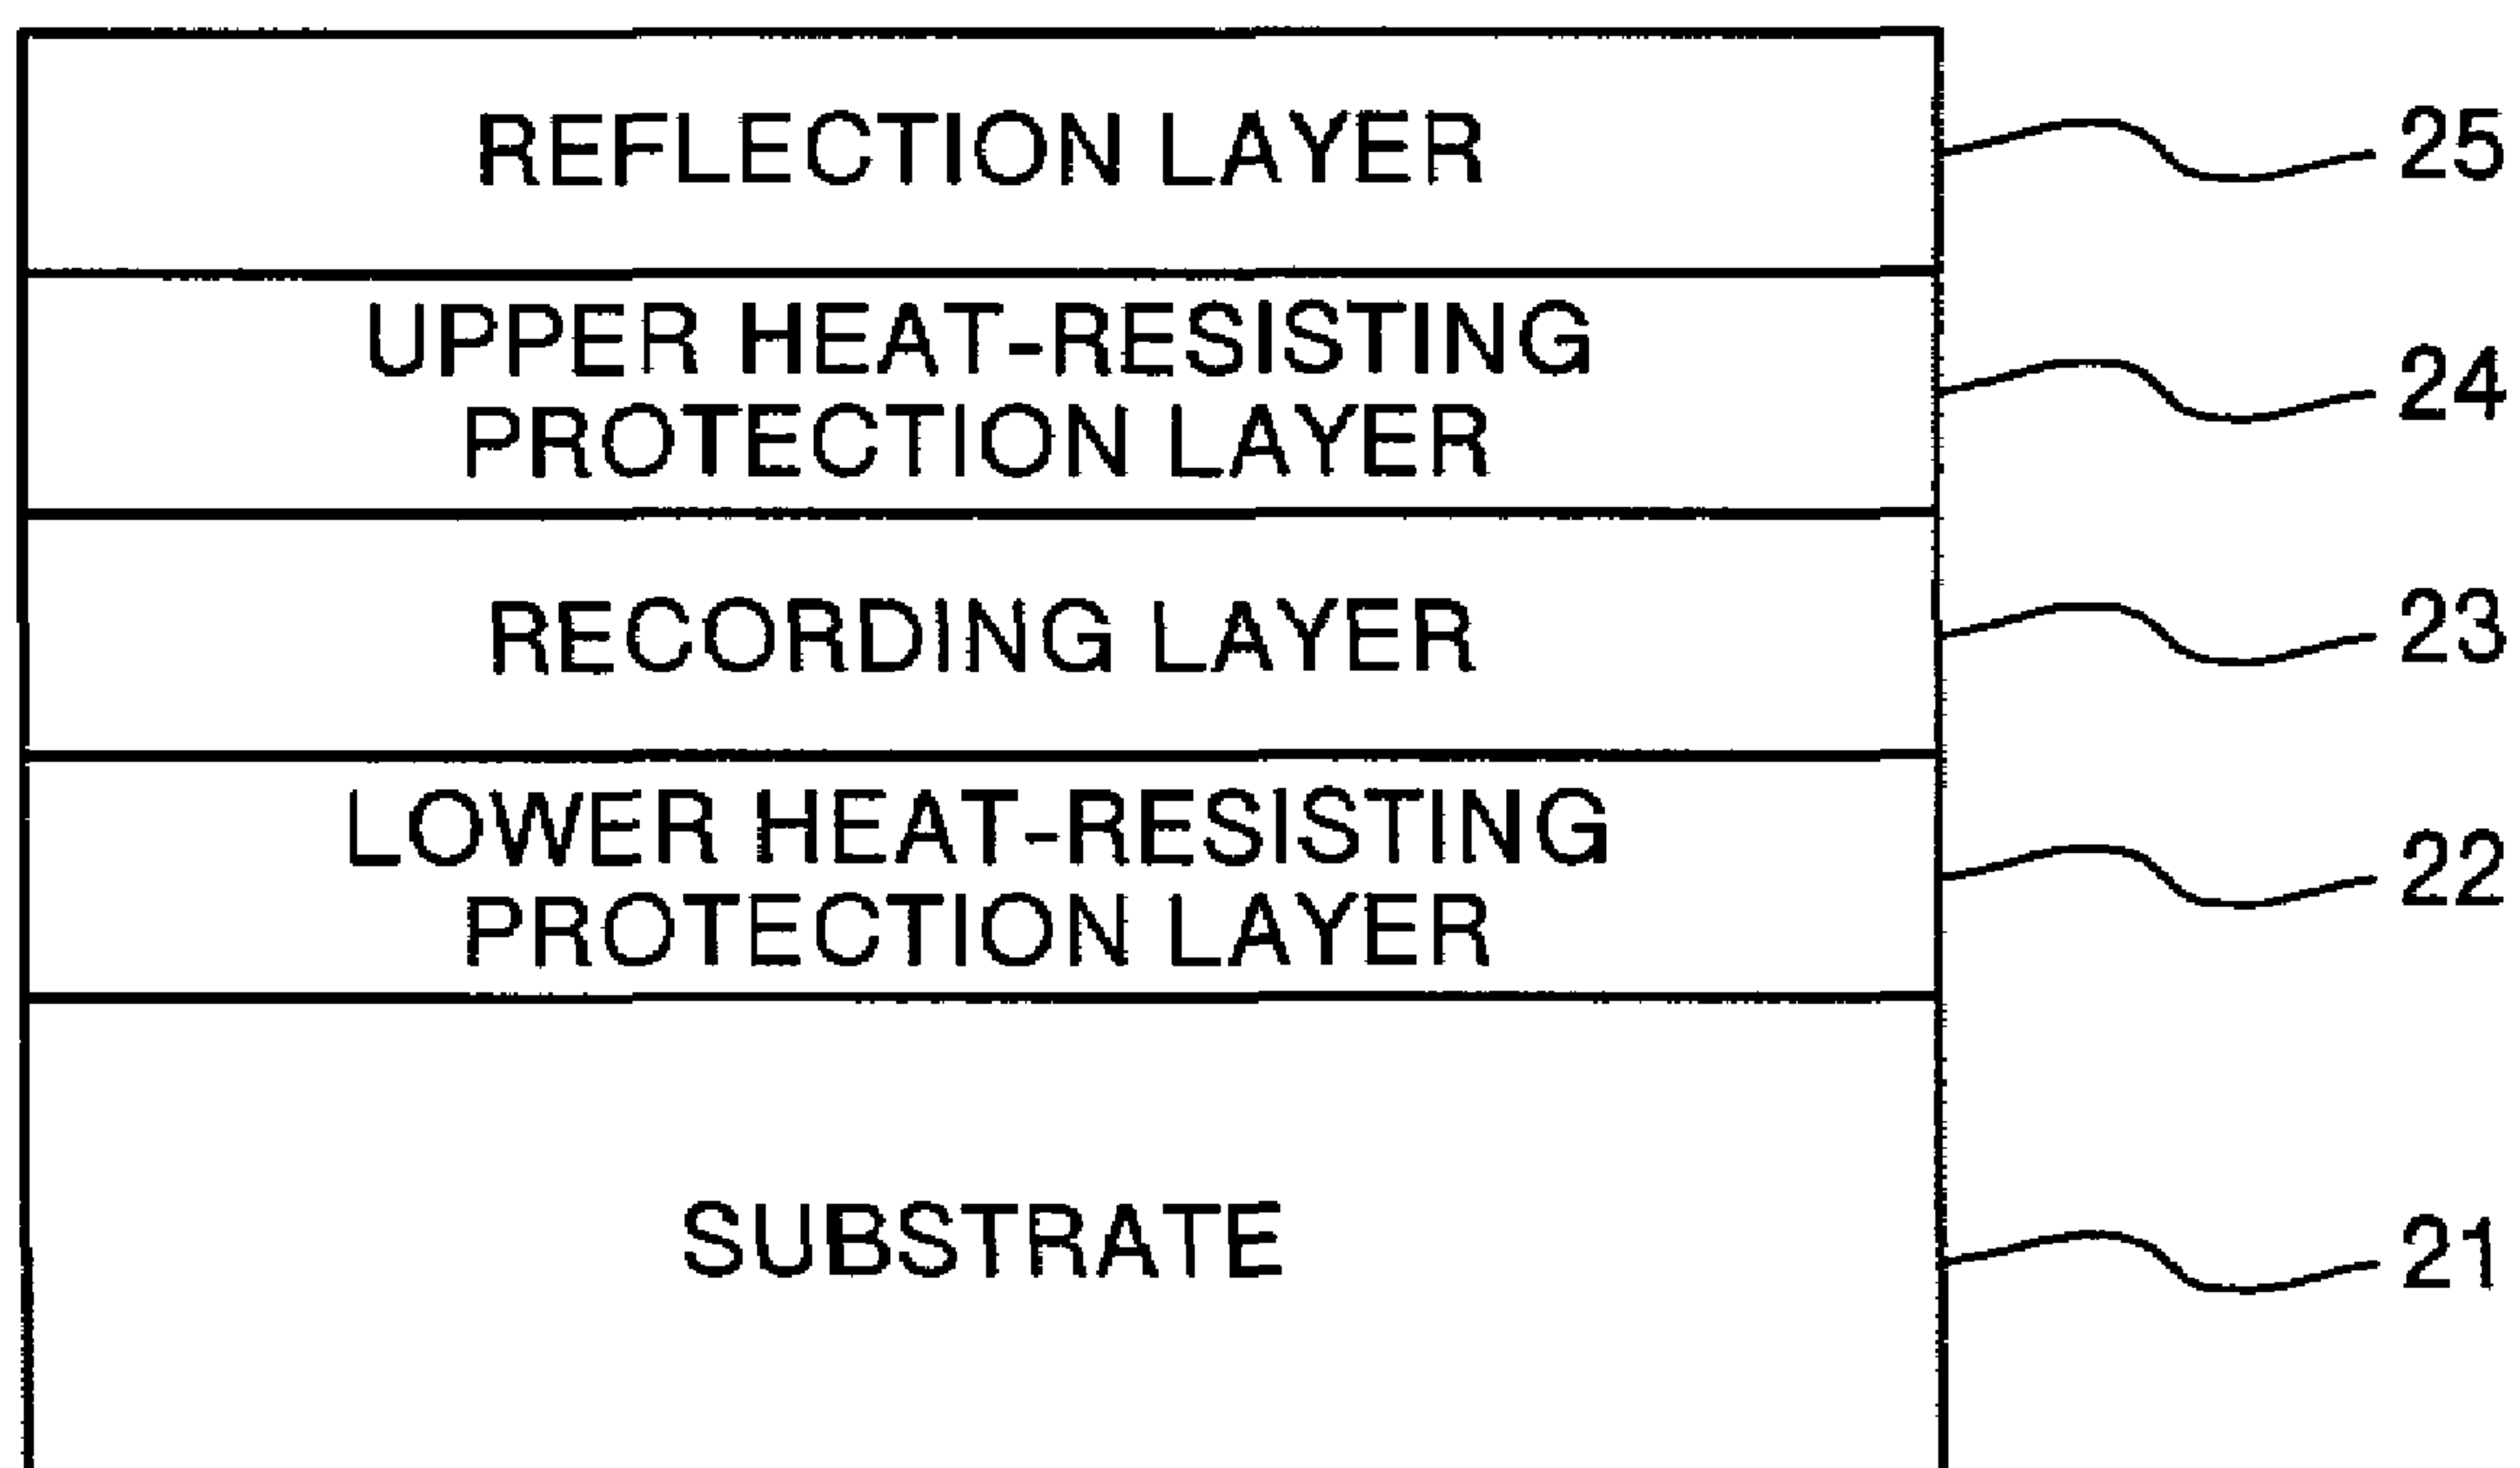 REFLECTION LAYER
25
UPPER HEAT-RESISTING
PROTECTION LAYER
24
RECORDING LAYER
23
LOWER HEAT-RESISTING
PROTECTION LAYER
22
SUBSTRATE
21